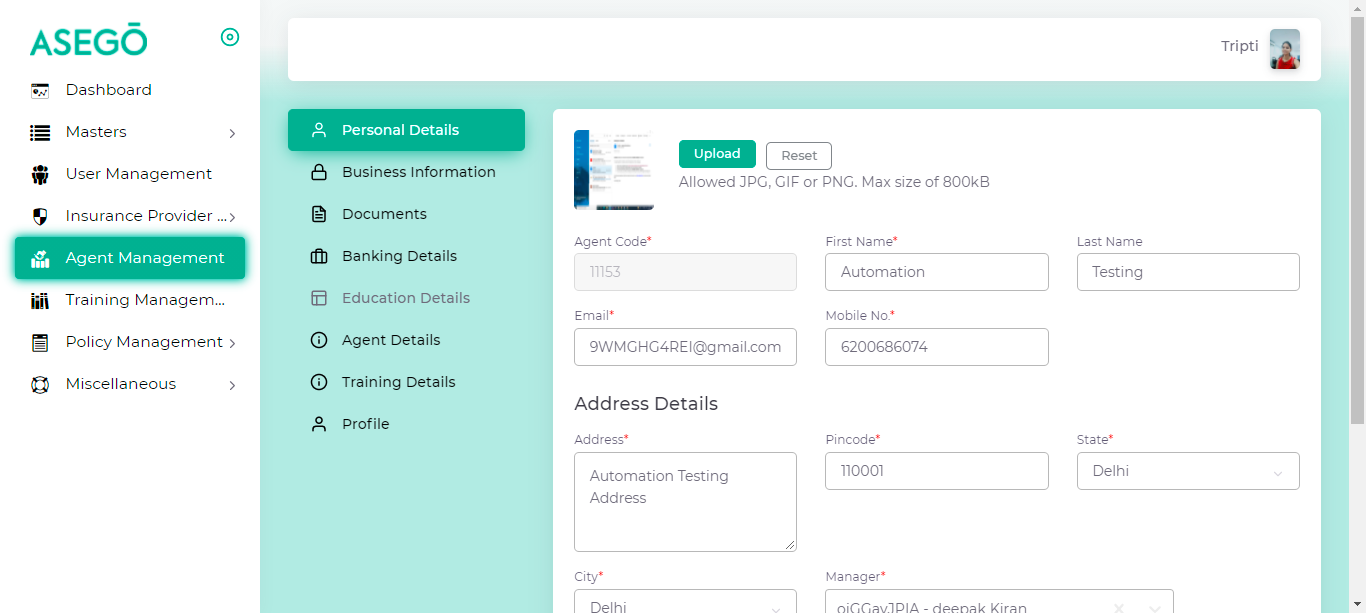 ASEGŌ
Dashboard
Masters
User Management
Insurance Provider ...
Agent Management
Training Managem...
Policy Management
Miscellaneous
Tripti
Personal Details
Business Information
Documents
Banking Details
Education Details
Agent Details
Training Details
Profile
Upload Reset
Allowed JPG, GIF or PNG. Max size of 800kB
Agent Code* First Name* Last Name
11153 Automation Testing
Email* Mobile No.*
9WMGHG4REI@gmail.com 6200686074
Address Details
Address* Pincode* State*
Automation Testing
Address
110001 Delhi
City* Manager*
Delhi oiGGavJPIA - deepak Kiran